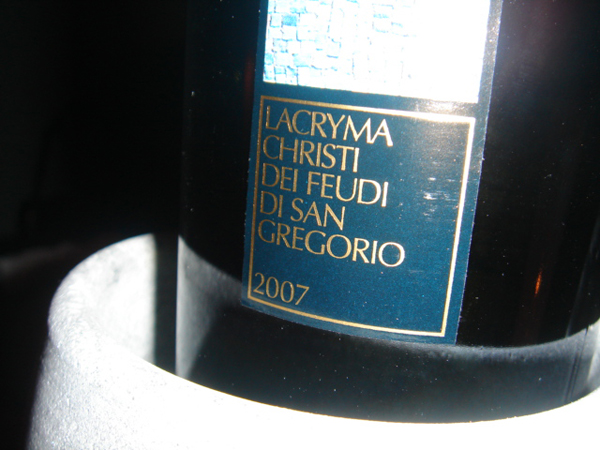 LACRYMA
CHRISTI
DEI FEUDI
DI SAN
GREGORIO
2007